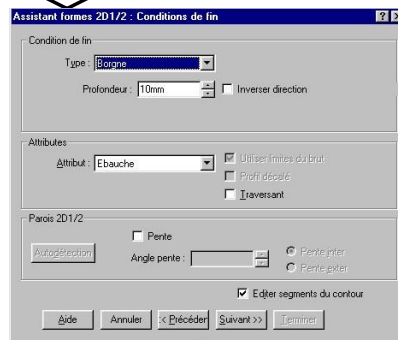 Assistant formes 2D1/2 : Conditions de fin
Condition de fin
Type : Borgne
Profondeur : 10mm Inverser direction
Attributes
Attribut : Ebauche Utiliser limites du brut
Profil décalé
Traversant
Parois 2D1/2
Pente
Autodétection Angle pente : Pente inter
Pente exter
Editer segments du contour
Aide Annuler << Précéder Suivant >> Terminer